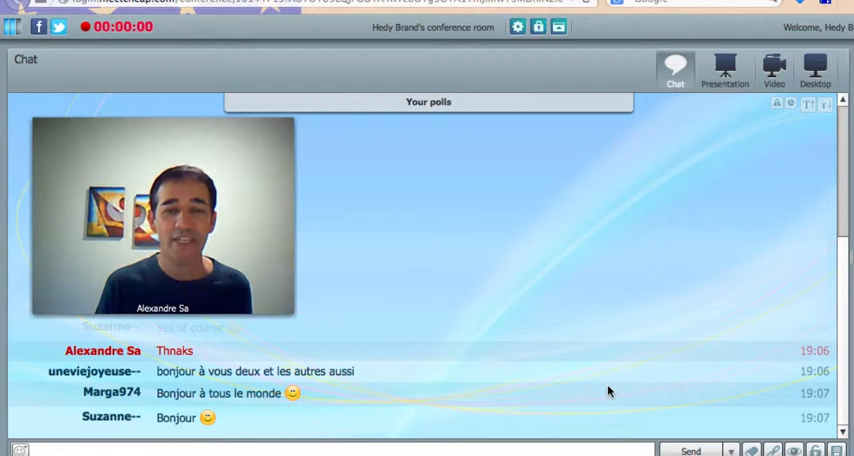 00:00:00
Hedy Brand's conference room
Welcome, Hedy B
Chat
Chat
Presentation
Video
Desktop
Your polls
Alexandre Sa
Suzanne-- Yes of course
Alexandre Sa Thnaks 19:06
uneviejoyeuse-- bonjour à vous deux et les autres aussi 19:06
Marga974 Bonjour à tous le monde 19:07
Suzanne-- Bonjour 19:07
Send